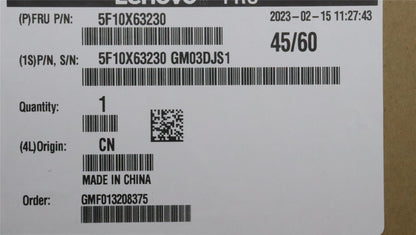 Lenovo FRU
(P)FRU P/N: 5F10X63230 2023-02-15 11:27:43
45/60
(1S)P/N, S/N: 5F10X63230 GM03DJS1
Quantity: 1
(4L)Origin: CN
MADE IN CHINA
Order: GMF013208375